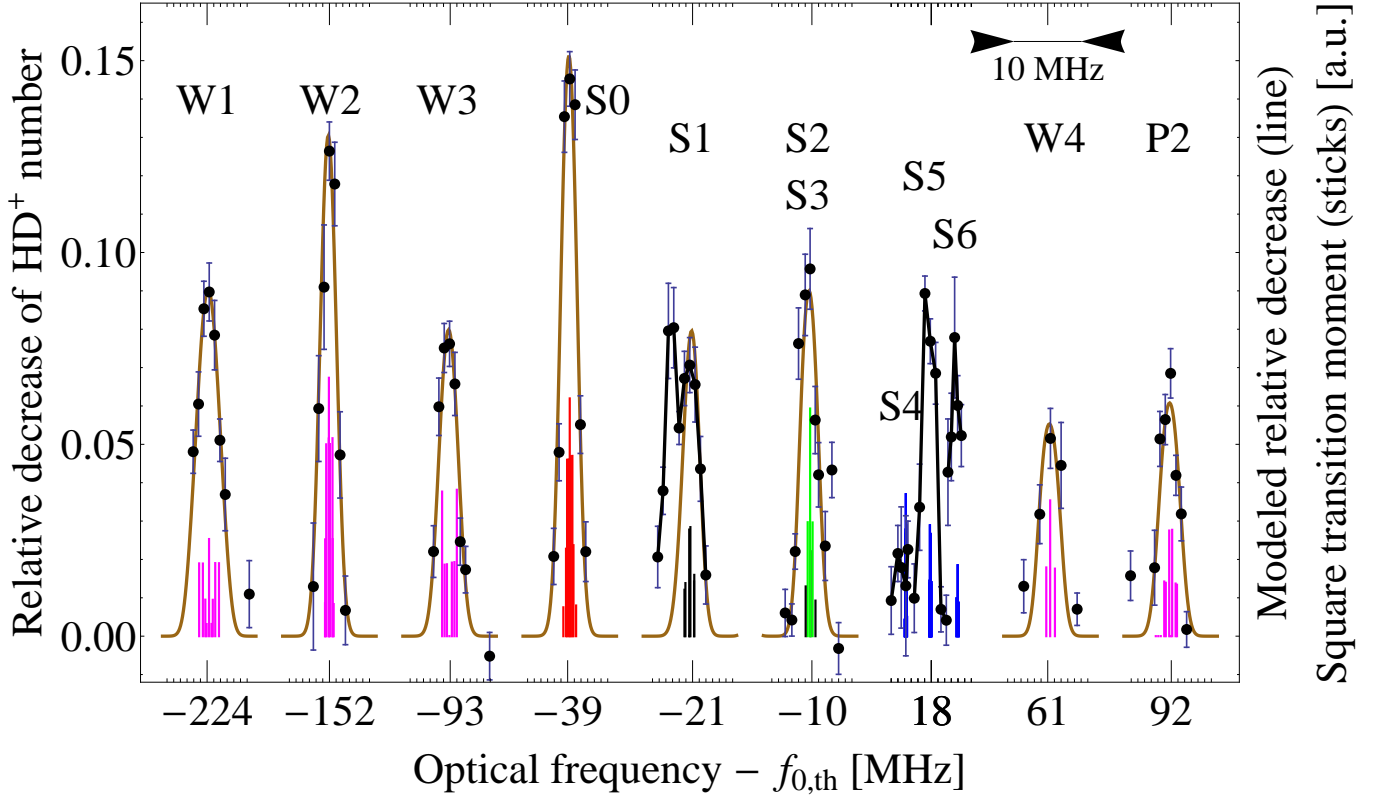 Relative decrease of HD⁺ number
0.15
0.10
0.05
0.00
W1
W2
W3
S0
S1
S2
S3
S4
S5
S6
W4
P2
10 MHz
−224
−152
−93
−39
−21
−10
18
61
92
Optical frequency − f0,th [MHz]
Modeled relative decrease (line)
Square transition moment (sticks) [a.u.]